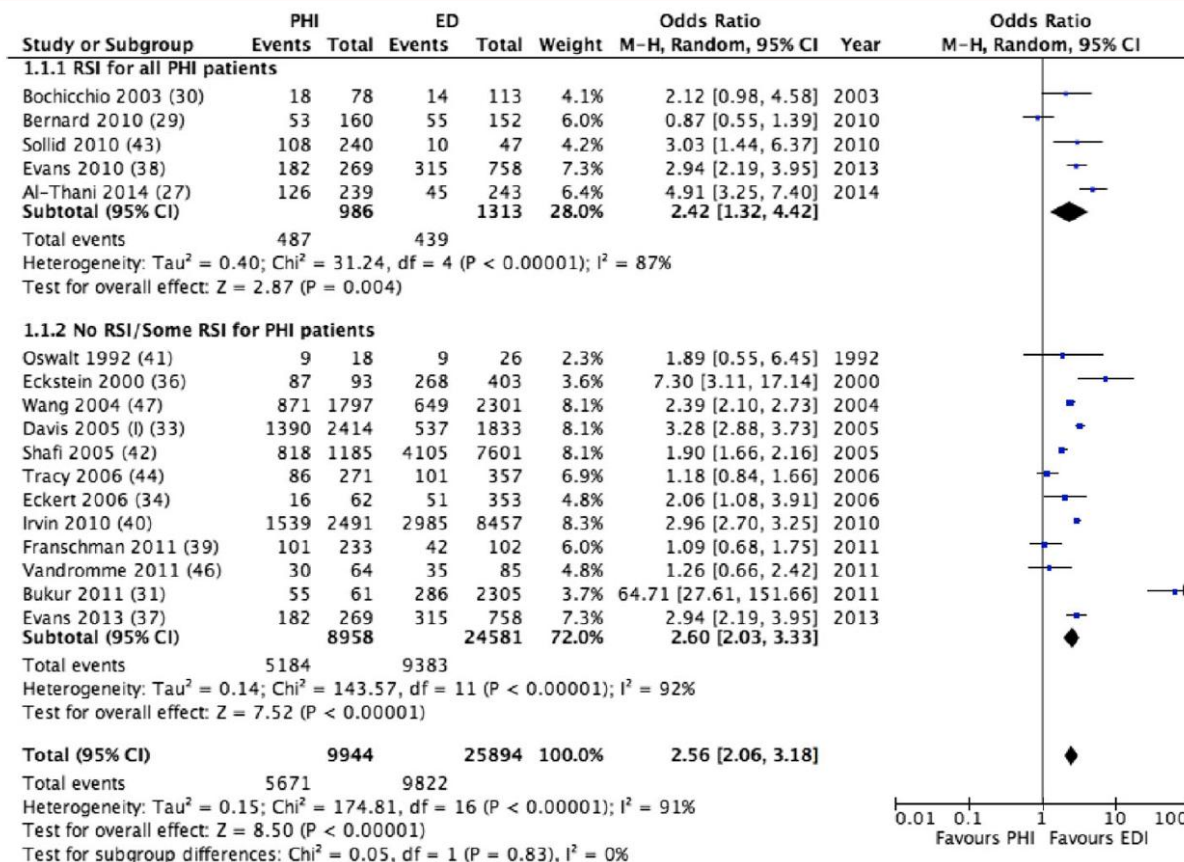 PHI ED Odds Ratio Odds Ratio
Study or Subgroup Events Total Events Total Weight M-H, Random, 95% CI Year M-H, Random, 95% CI
1.1.1 RSI for all PHI patients
Bochicchio 2003 (30) 18 78 14 113 4.1% 2.12 [0.98, 4.58] 2003
Bernard 2010 (29) 53 160 55 152 6.0% 0.87 [0.55, 1.39] 2010
Sollid 2010 (43) 108 240 10 47 4.2% 3.03 [1.44, 6.37] 2010
Evans 2010 (38) 182 269 315 758 7.3% 2.94 [2.19, 3.95] 2013
Al-Thani 2014 (27) 126 239 45 243 6.4% 4.91 [3.25, 7.40] 2014
Subtotal (95% CI) 986 1313 28.0% 2.42 [1.32, 4.42]
Total events 487 439
Heterogeneity: Tau² = 0.40; Chi² = 31.24, df = 4 (P < 0.00001); I² = 87%
Test for overall effect: Z = 2.87 (P = 0.004)
1.1.2 No RSI/Some RSI for PHI patients
Oswalt 1992 (41) 9 18 9 26 2.3% 1.89 [0.55, 6.45] 1992
Eckstein 2000 (36) 87 93 268 403 3.6% 7.30 [3.11, 17.14] 2000
Wang 2004 (47) 871 1797 649 2301 8.1% 2.39 [2.10, 2.73] 2004
Davis 2005 (I) (33) 1390 2414 537 1833 8.1% 3.28 [2.88, 3.73] 2005
Shafi 2005 (42) 818 1185 4105 7601 8.1% 1.90 [1.66, 2.16] 2005
Tracy 2006 (44) 86 271 101 357 6.9% 1.18 [0.84, 1.66] 2006
Eckert 2006 (34) 16 62 51 353 4.8% 2.06 [1.08, 3.91] 2006
Irvin 2010 (40) 1539 2491 2985 8457 8.3% 2.96 [2.70, 3.25] 2010
Franschman 2011 (39) 101 233 42 102 6.0% 1.09 [0.68, 1.75] 2011
Vandromme 2011 (46) 30 64 35 85 4.8% 1.26 [0.66, 2.42] 2011
Bukur 2011 (31) 55 61 286 2305 3.7% 64.71 [27.61, 151.66] 2011
Evans 2013 (37) 182 269 315 758 7.3% 2.94 [2.19, 3.95] 2013
Subtotal (95% CI) 8958 24581 72.0% 2.60 [2.03, 3.33]
Total events 5184 9383
Heterogeneity: Tau² = 0.14; Chi² = 143.57, df = 11 (P < 0.00001); I² = 92%
Test for overall effect: Z = 7.52 (P < 0.00001)
Total (95% CI) 9944 25894 100.0% 2.56 [2.06, 3.18]
Total events 5671 9822
Heterogeneity: Tau² = 0.15; Chi² = 174.81, df = 16 (P < 0.00001); I² = 91%
Test for overall effect: Z = 8.50 (P < 0.00001)
Test for subgroup differences: Chi² = 0.05, df = 1 (P = 0.83), I² = 0%
0.01 0.1 1 10 100
Favours PHI Favours EDI